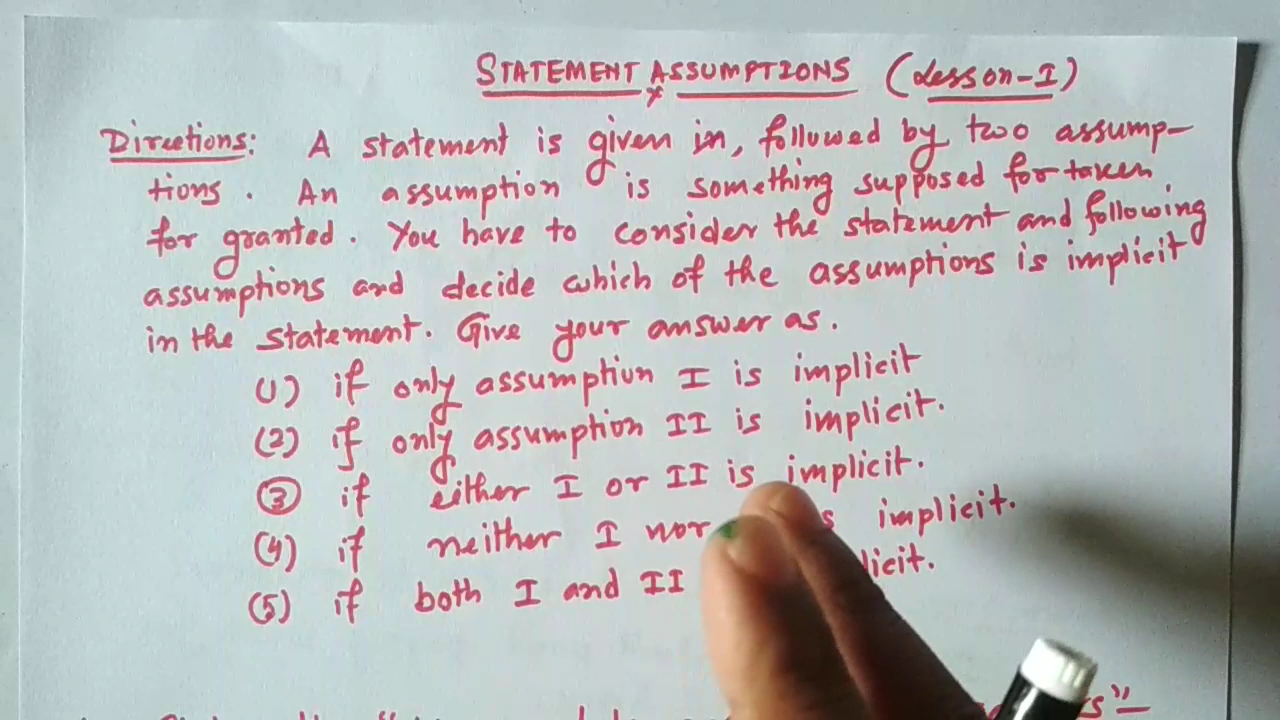 STATEMENT ASSUMPTIONS (Lesson-I)
Directions: A statement is given in, followed by two assump-
tions. An assumption is something supposed for taken
for granted. You have to consider the statement and following
assumptions and decide which of the assumptions is implicit
in the statement. Give your answer as.
(1) if only assumption I is implicit
(2) if only assumption II is implicit.
(3) if either I or II is implicit.
(4) if neither I nor implicit.
(5) if both I and II